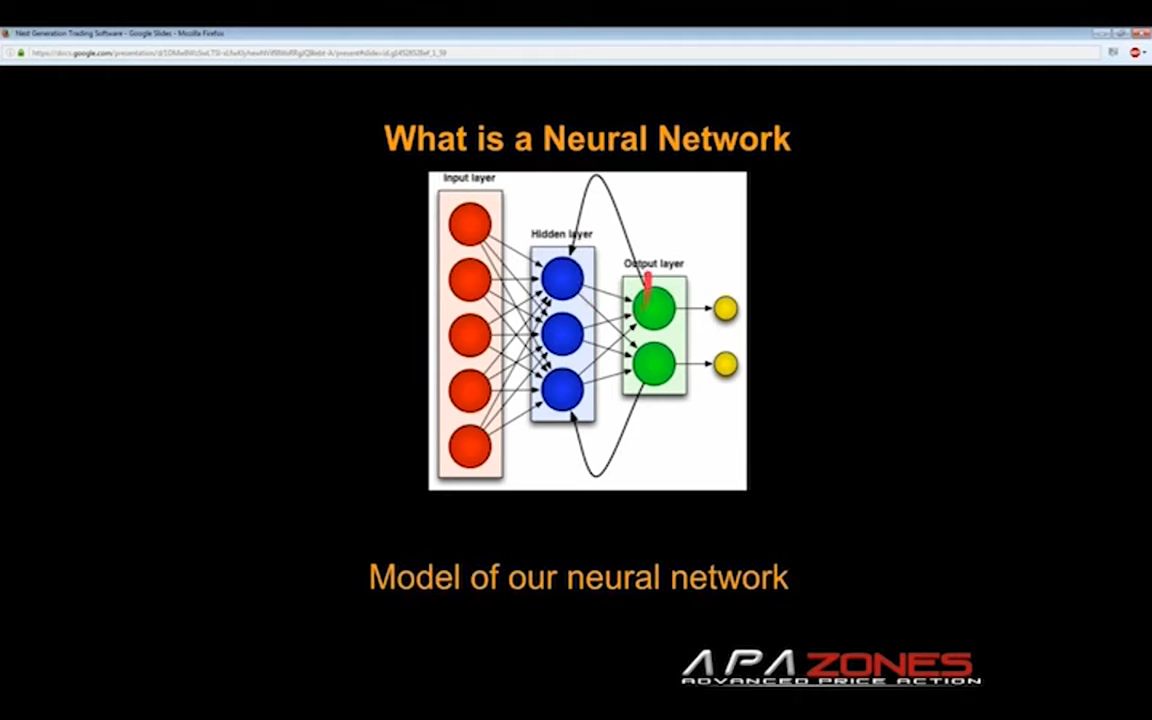 Next Generation Trading Software - Google Slides - Mozilla Firefox
What is a Neural Network
Input layer
Hidden layer
Output layer
Model of our neural network
APA ZONES
ADVANCED PRICE ACTION